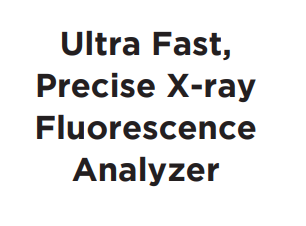 Ultra Fast,
Precise X-ray
Fluorescence
Analyzer